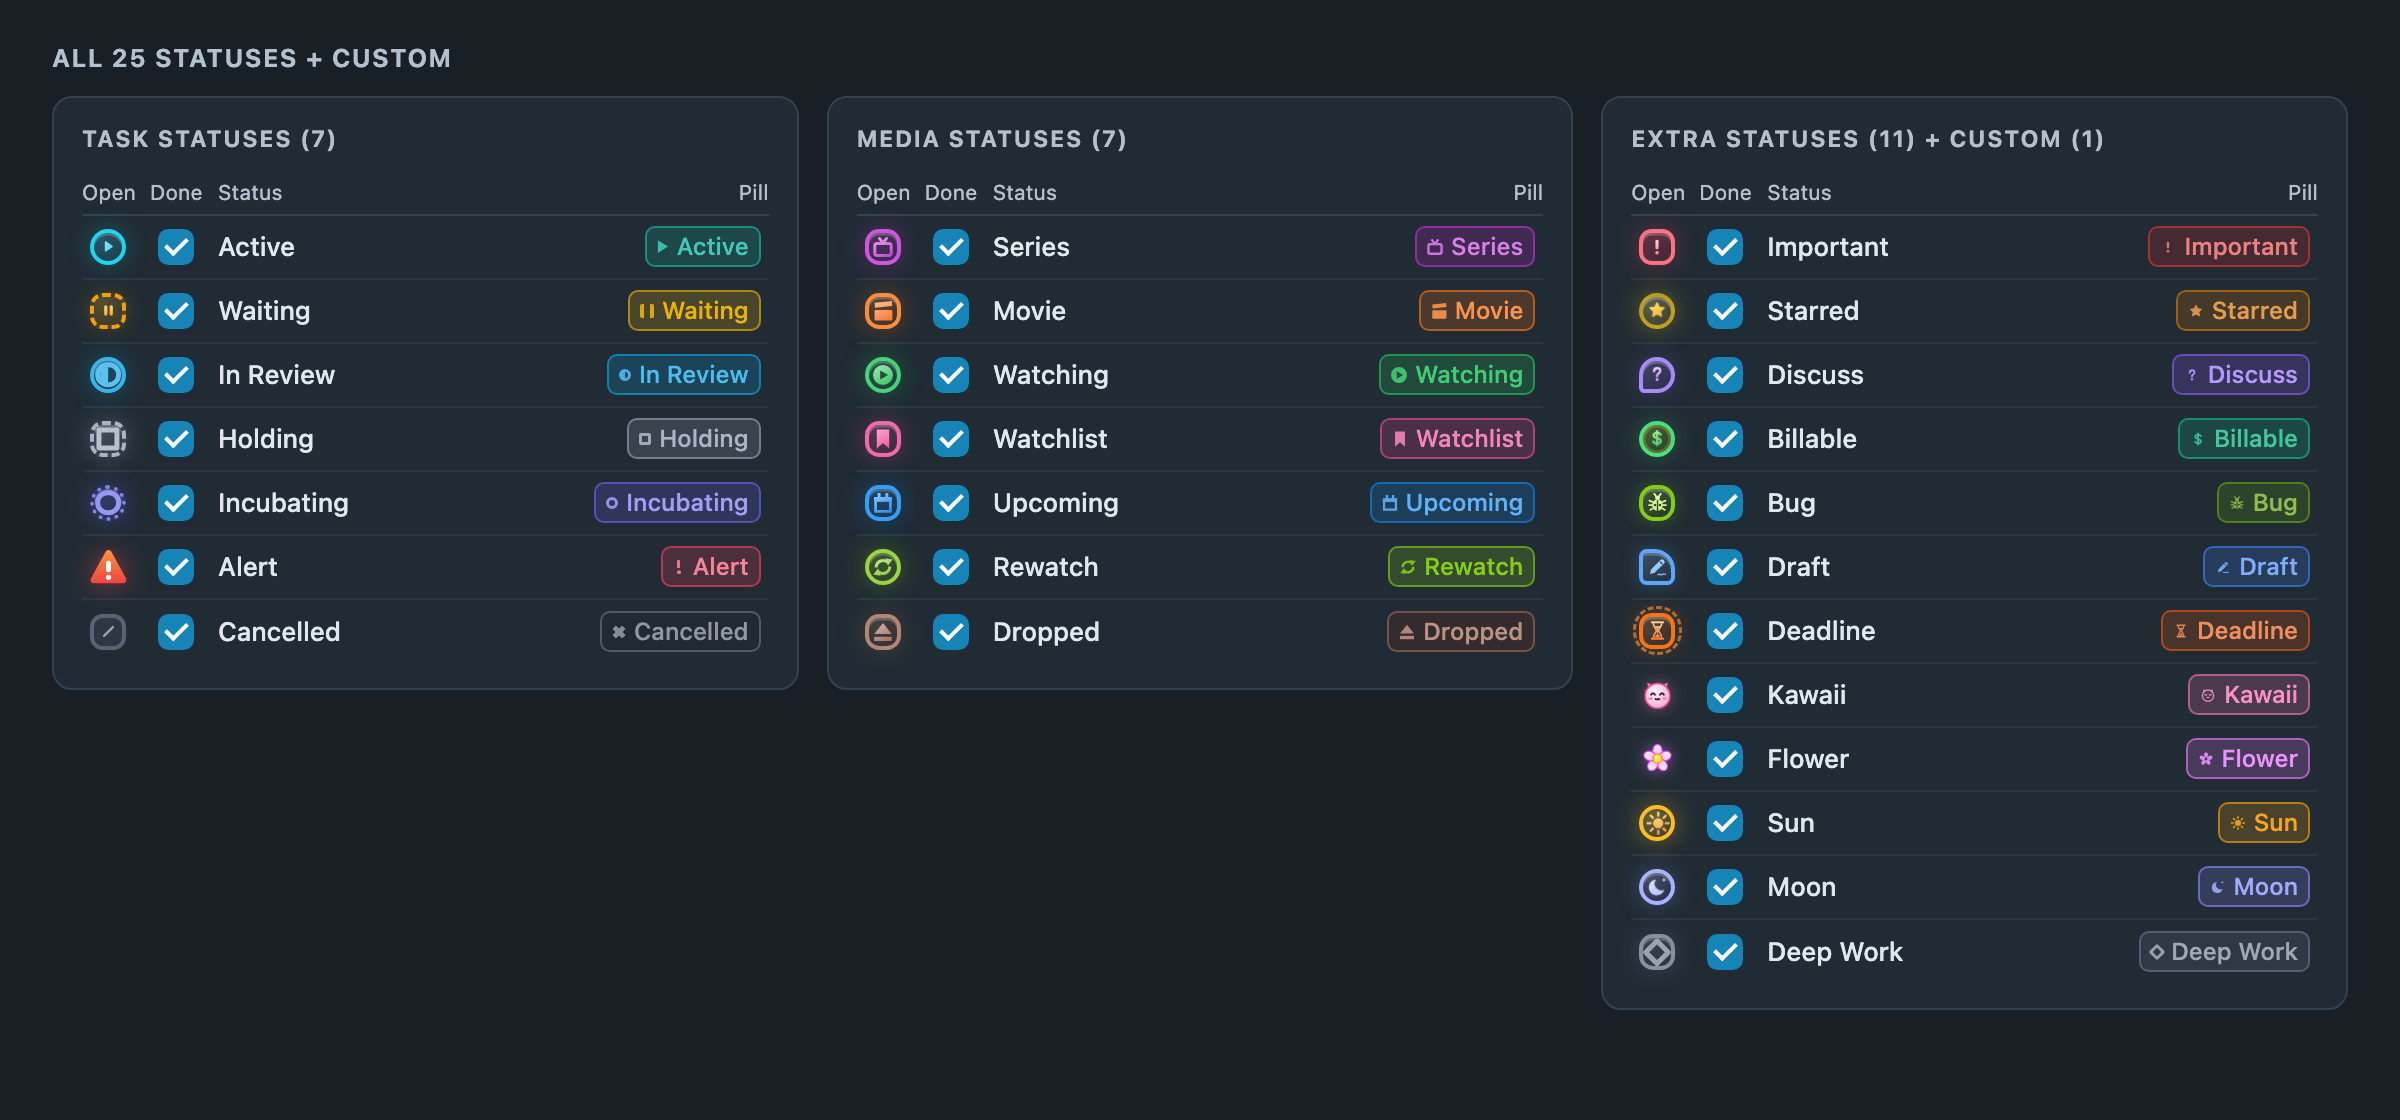 ALL 25 STATUSES + CUSTOM
TASK STATUSES (7)
Open Done Status Pill
Active Active
Waiting Waiting
In Review In Review
Holding Holding
Incubating Incubating
Alert Alert
Cancelled Cancelled
MEDIA STATUSES (7)
Open Done Status Pill
Series Series
Movie Movie
Watching Watching
Watchlist Watchlist
Upcoming Upcoming
Rewatch Rewatch
Dropped Dropped
EXTRA STATUSES (11) + CUSTOM (1)
Open Done Status Pill
! Important ! Important
Starred Starred
? Discuss ? Discuss
$ Billable $ Billable
Bug Bug
Draft Draft
Deadline Deadline
Kawaii Kawaii
Flower Flower
Sun Sun
Moon Moon
Deep Work Deep Work